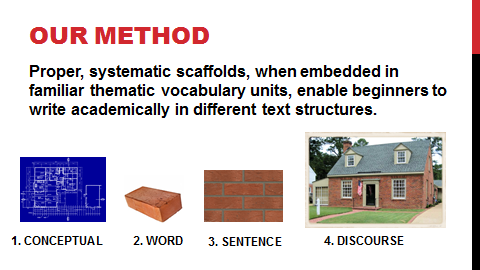 OUR METHOD
Proper, systematic scaffolds, when embedded in
familiar thematic vocabulary units, enable beginners to
write academically in different text structures.
1. CONCEPTUAL
2. WORD
3. SENTENCE
4. DISCOURSE